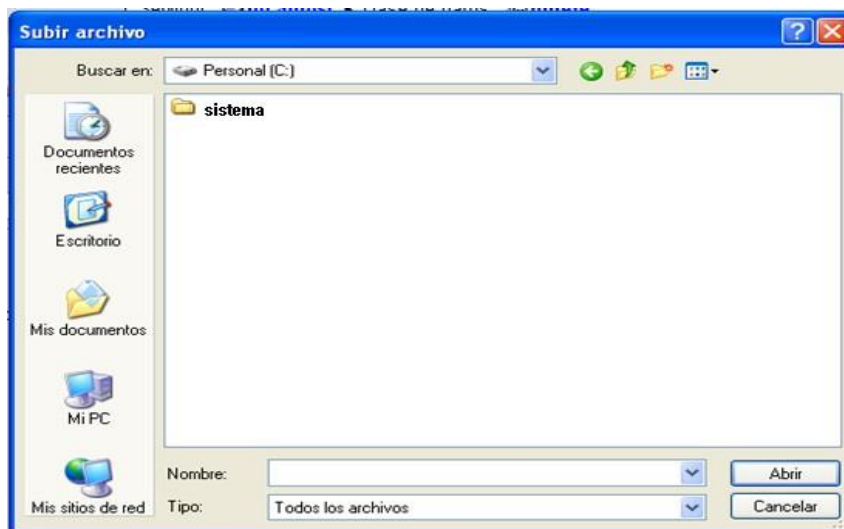 Subir archivo
Buscar en: Personal (C:)
sistema
Documentos
recientes
Escritorio
Mis documentos
Mi PC
Mis sitios de red
Nombre: Abrir
Tipo: Todos los archivos Cancelar